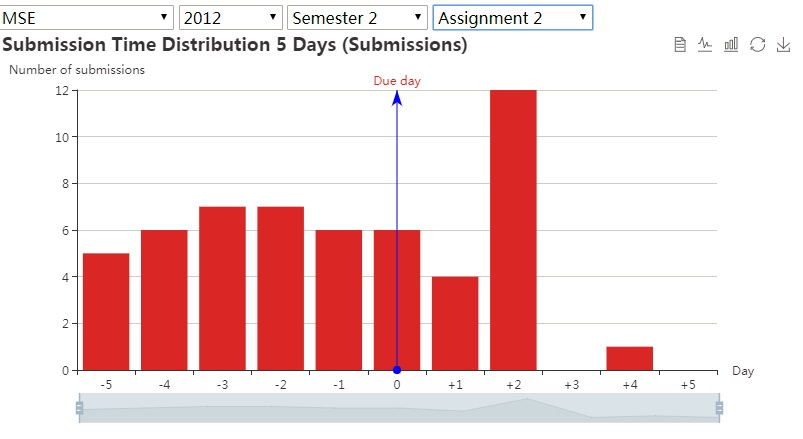 MSE 2012 Semester 2 Assignment 2
Submission Time Distribution 5 Days (Submissions)
Number of submissions
Due day
12
10
8
6
4
2
0
-5 -4 -3 -2 -1 0 +1 +2 +3 +4 +5 Day